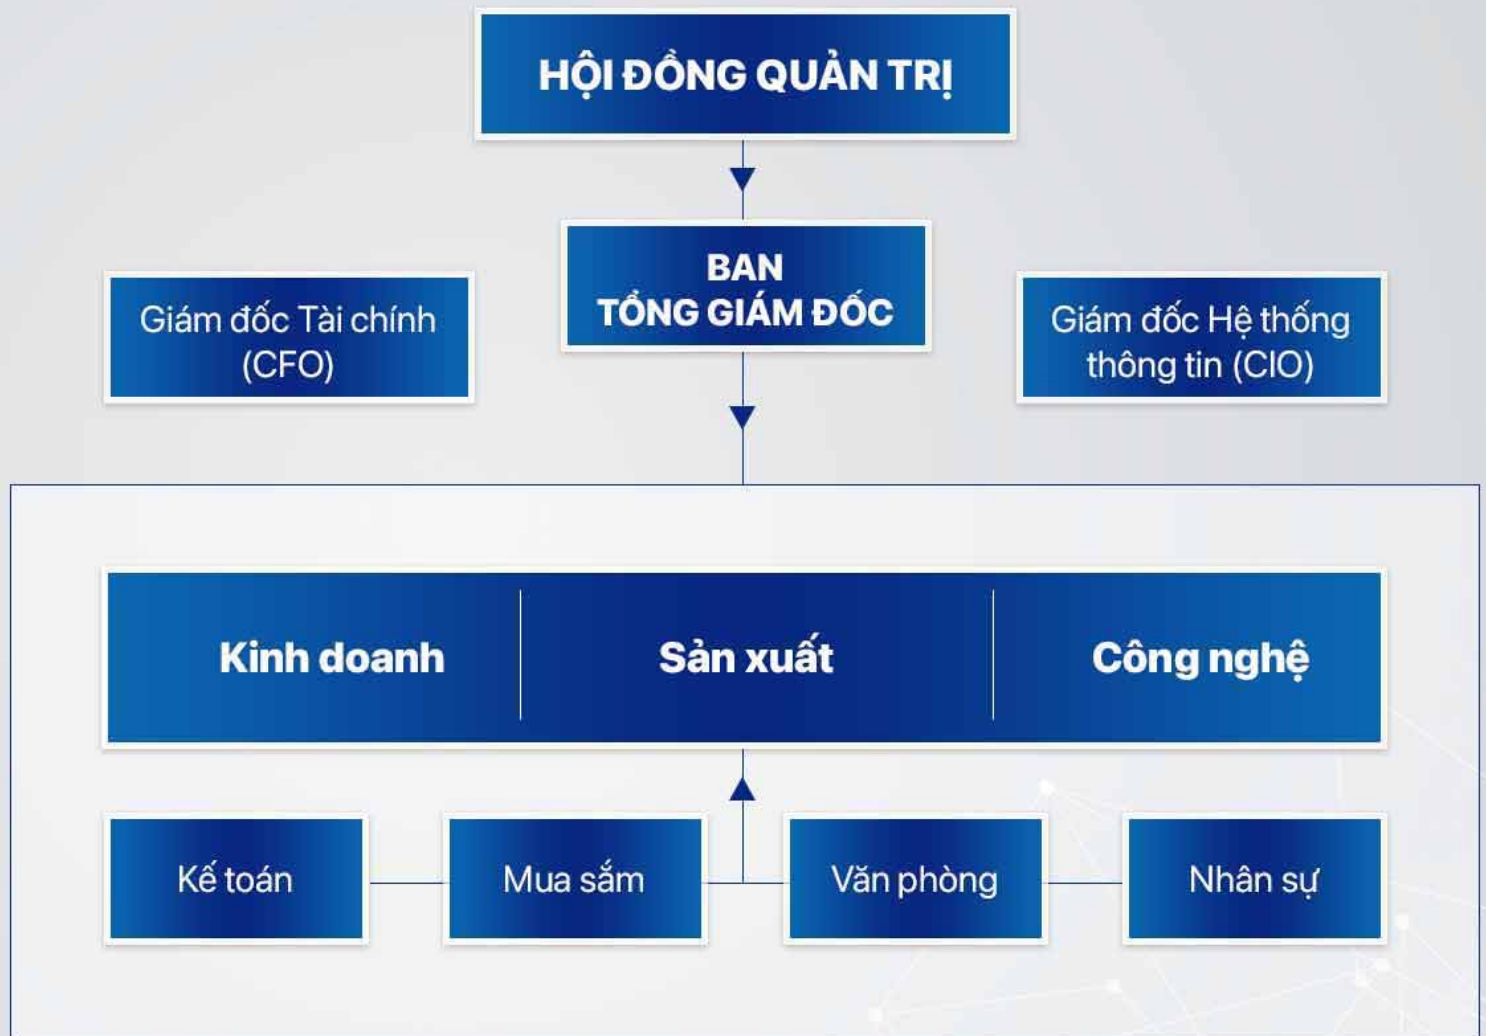 HỘI ĐỒNG QUẢN TRỊ
BAN
TỔNG GIÁM ĐỐC
Giám đốc Tài chính
(CFO)
Giám đốc Hệ thống
thông tin (CIO)
Kinh doanh
Sản xuất
Công nghệ
Kế toán
Mua sắm
Văn phòng
Nhân sự